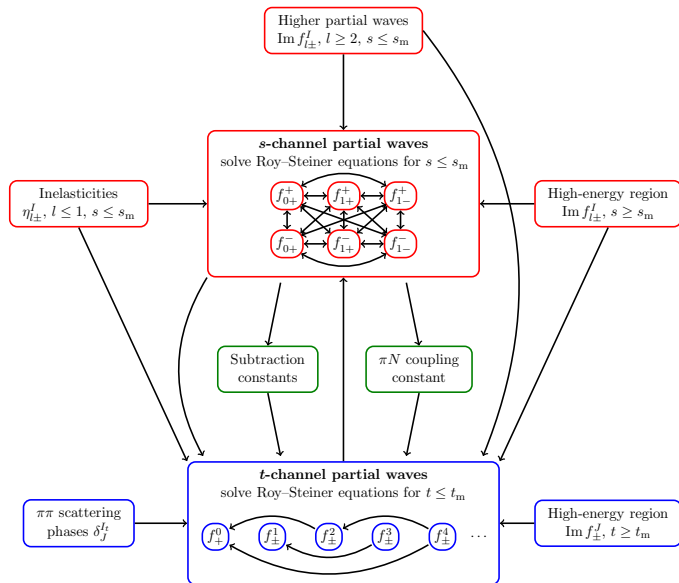 Higher partial waves
Im f^I_{l±}, l ≥ 2, s ≤ s_m
s-channel partial waves
solve Roy–Steiner equations for s ≤ s_m
f^+_{0+} f^+_{1+} f^+_{1−}
f^−_{0+} f^−_{1+} f^−_{1−}
Inelasticities
η^I_{l±}, l ≤ 1, s ≤ s_m
High-energy region
Im f^I_{l±}, s ≥ s_m
Subtraction
constants
πN coupling
constant
t-channel partial waves
solve Roy–Steiner equations for t ≤ t_m
f^0_+ f^1_± f^2_± f^3_± f^4_± …
ππ scattering
phases δ^{I_t}_J
High-energy region
Im f^J_±, t ≥ t_m